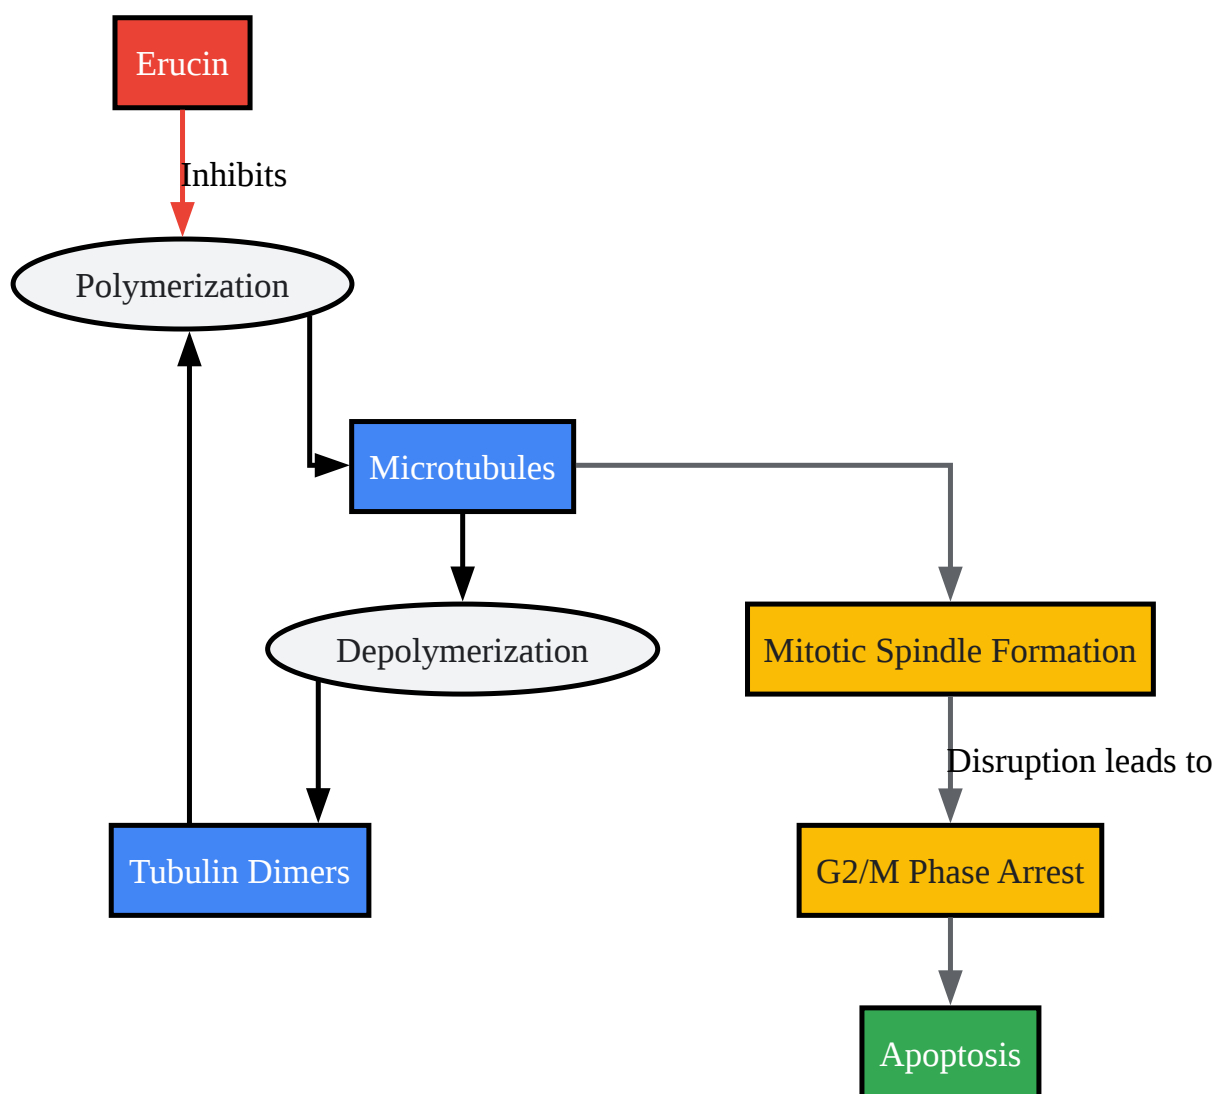 Erucin
Inhibits
Polymerization
Microtubules
Depolymerization
Mitotic Spindle Formation
Disruption leads to
Tubulin Dimers
G2/M Phase Arrest
Apoptosis